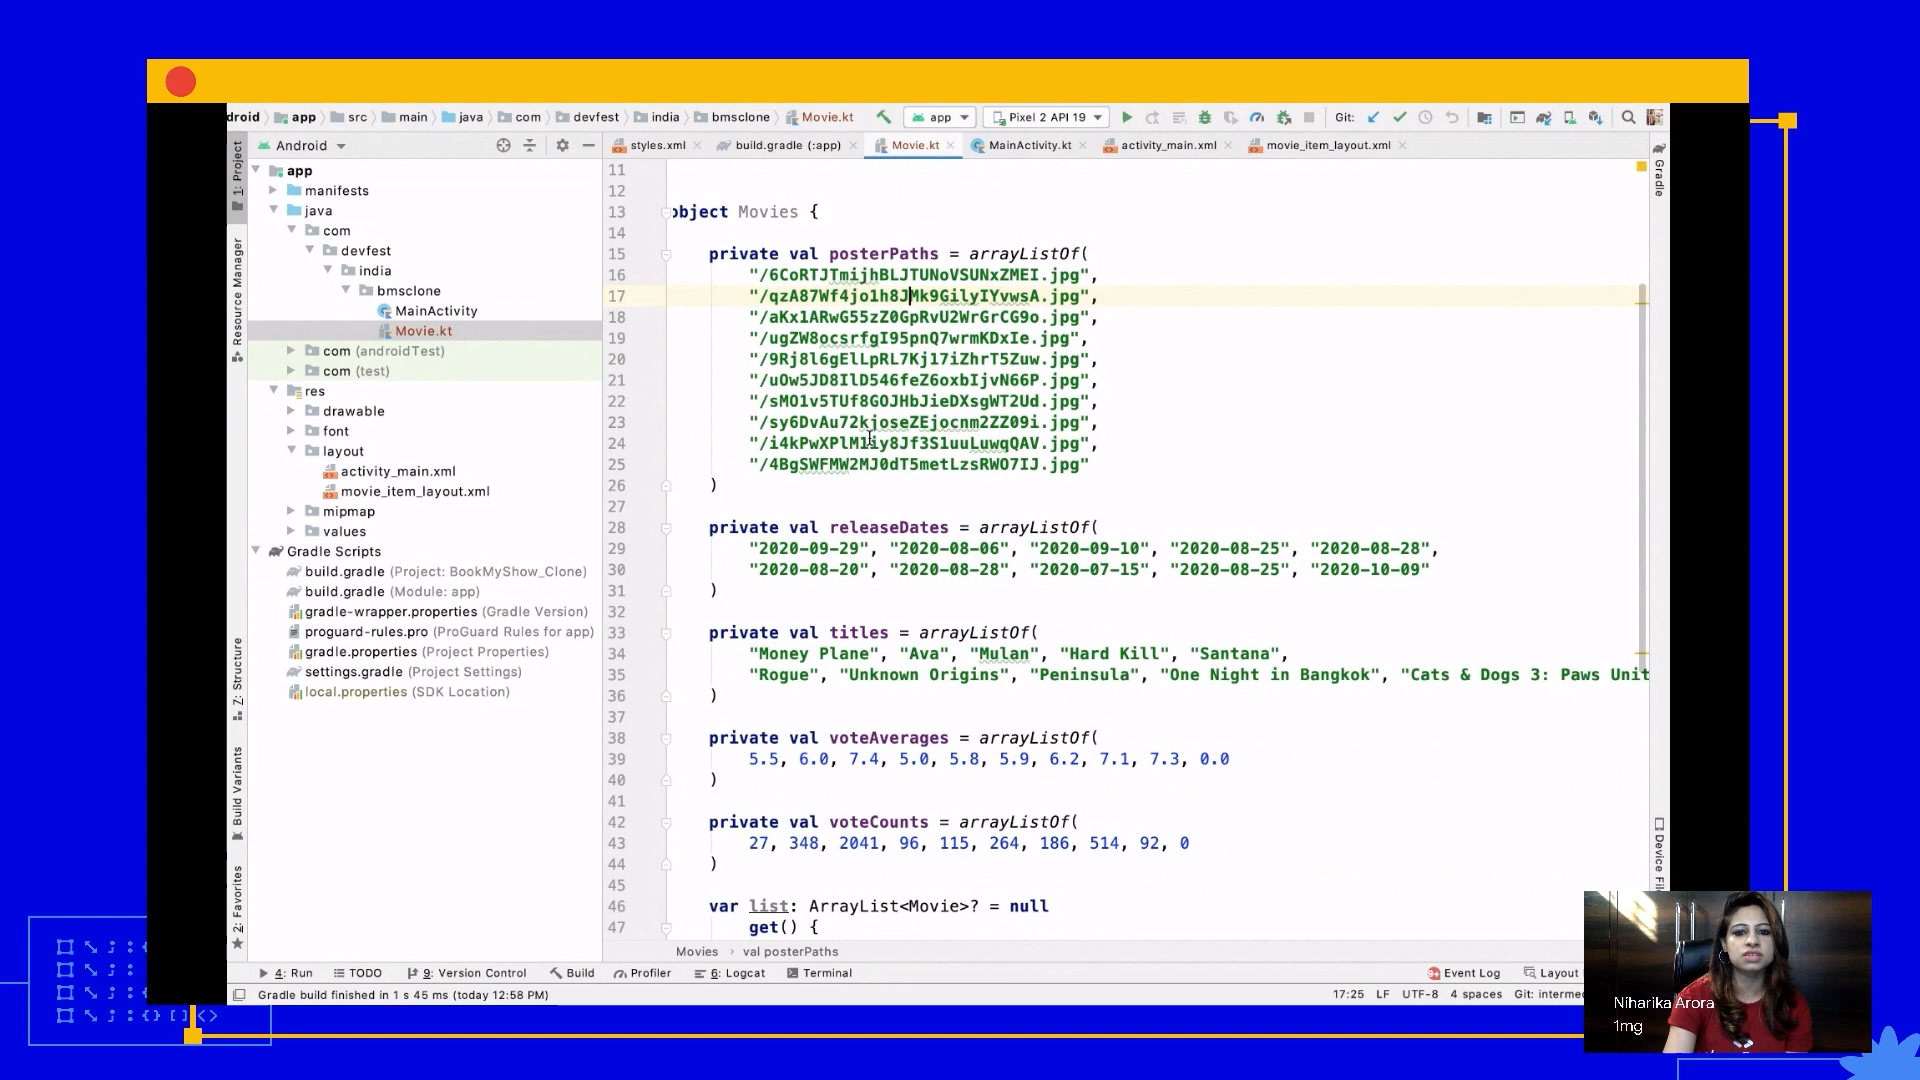 droid app src main java com devfest india bmsclone Movie.kt app Pixel 2 API 19 Git:
1: Project
Resource Manager
Z: Structure
Build Variants
2: Favorites
Android
app
manifests
java
com
devfest
india
bmsclone
MainActivity
Movie.kt
com (androidTest)
com (test)
res
drawable
font
layout
activity_main.xml
movie_item_layout.xml
mipmap
values
Gradle Scripts
build.gradle (Project: BookMyShow_Clone)
build.gradle (Module: app)
gradle-wrapper.properties (Gradle Version)
proguard-rules.pro (ProGuard Rules for app)
gradle.properties (Project Properties)
settings.gradle (Project Settings)
local.properties (SDK Location)
styles.xml build.gradle (:app) Movie.kt MainActivity.kt activity_main.xml movie_item_layout.xml
11
12
13 object Movies {
14
15 private val posterPaths = arrayListOf(
16 "/6CoRTJTmijhBLJTUNoVSUNxZMEI.jpg",
17 "/qzA87Wf4jo1h8JMk9GilyIYvwsA.jpg",
18 "/aKx1ARwG55zZ0GpRvU2WrGrCG9o.jpg",
19 "/ugZW8ocsrfgI95pnQ7wrmKDxIe.jpg",
20 "/9Rj8l6gElLpRL7Kj17iZhrT5Zuw.jpg",
21 "/uOw5JD8IlD546feZ6oxbIjvN66P.jpg",
22 "/sMO1v5TUf8GOJHbJieDXsgWT2Ud.jpg",
23 "/sy6DvAu72kjoseZEjocnm2ZZ09i.jpg",
24 "/i4kPwXPlM1iy8Jf3S1uuLuwqQAV.jpg",
25 "/4BgSWFMW2MJ0dT5metLzsRWO7IJ.jpg"
26 )
27
28 private val releaseDates = arrayListOf(
29 "2020-09-29", "2020-08-06", "2020-09-10", "2020-08-25", "2020-08-28",
30 "2020-08-20", "2020-08-28", "2020-07-15", "2020-08-25", "2020-10-09"
31 )
32
33 private val titles = arrayListOf(
34 "Money Plane", "Ava", "Mulan", "Hard Kill", "Santana",
35 "Rogue", "Unknown Origins", "Peninsula", "One Night in Bangkok", "Cats & Dogs 3: Paws Unit
36 )
37
38 private val voteAverages = arrayListOf(
39 5.5, 6.0, 7.4, 5.0, 5.8, 5.9, 6.2, 7.1, 7.3, 0.0
40 )
41
42 private val voteCounts = arrayListOf(
43 27, 348, 2041, 96, 115, 264, 186, 514, 92, 0
44 )
45
46 var list: ArrayList<Movie>? = null
47 get() {
Movies > val posterPaths
Gradle
Device Fil
4: Run TODO 9: Version Control Build Profiler 6: Logcat Terminal Event Log Layout
Gradle build finished in 1 s 45 ms (today 12:58 PM) 17:25 LF UTF-8 4 spaces Git: interme
Niharika Arora
1mg